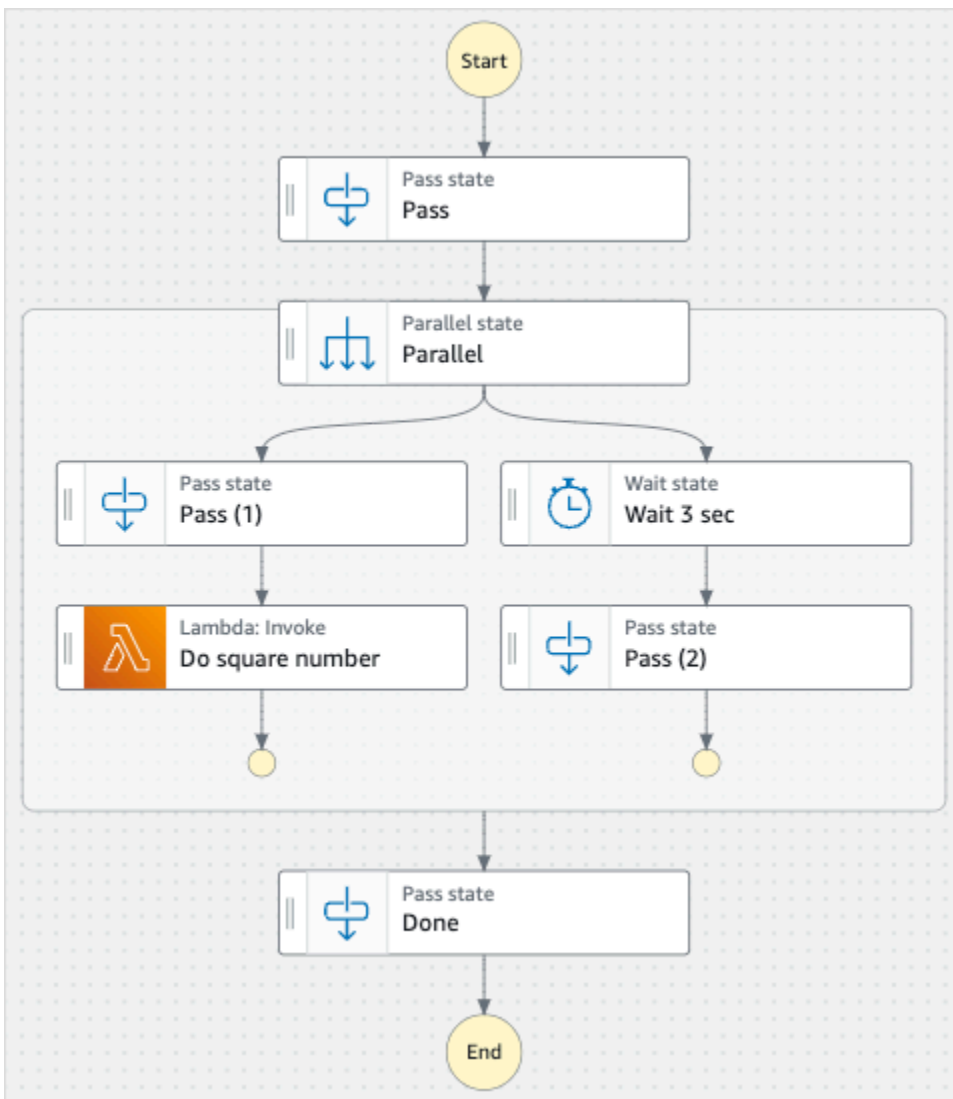 Start
Pass state
Pass
Parallel state
Parallel
Pass state
Pass (1)
Wait state
Wait 3 sec
Lambda: Invoke
Do square number
Pass state
Pass (2)
Pass state
Done
End